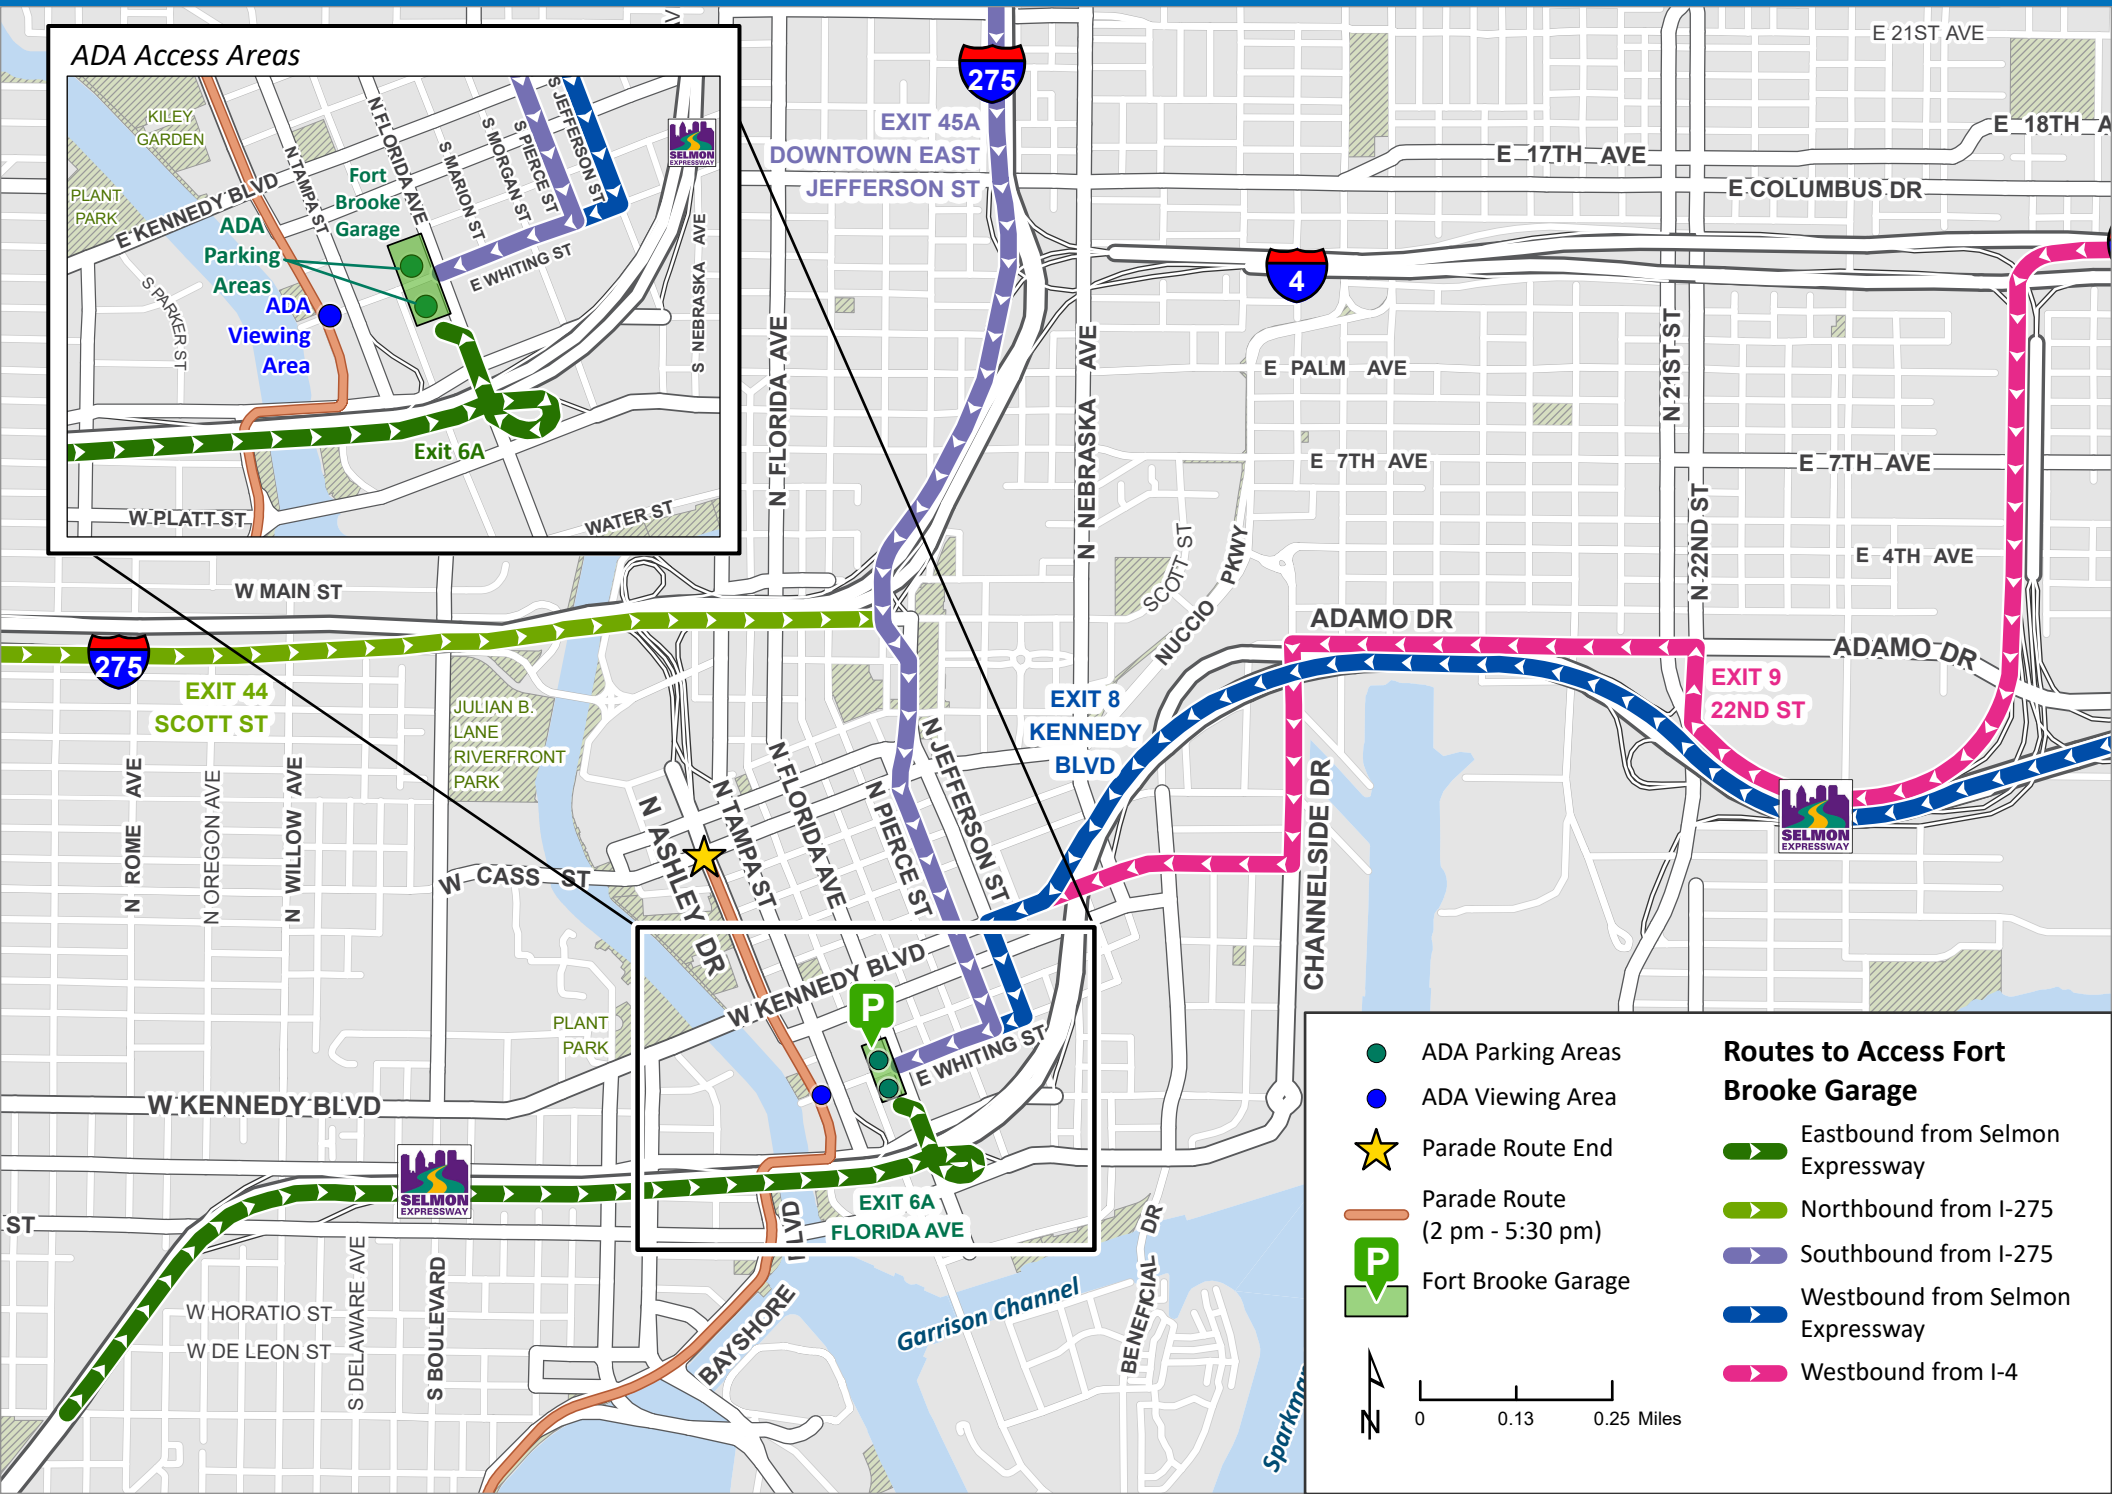 ADA Access Areas
KILEY
GARDEN
PLANT
PARK
E KENNEDY BLVD
N TAMPA ST
N FLORIDA AVE
S MARION ST
S MORGAN ST
S PIERCE ST
S JEFFERSON ST
SELMON
EXPRESSWAY
Fort
Brooke
Garage
ADA
Parking
Areas
ADA
Viewing
Area
S PARKER ST
E WHITING ST
S NEBRASKA AVE
Exit 6A
W PLATT ST
WATER ST
275
EXIT 45A
DOWNTOWN EAST
JEFFERSON ST
E 21ST AVE
E 18TH A
E 17TH AVE
E COLUMBUS DR
4
N FLORIDA AVE
N NEBRASKA AVE
E PALM AVE
N 21ST ST
E 7TH AVE
E 7TH AVE
N 22ND ST
E 4TH AVE
SCOTT ST
NUCCIO PKWY
W MAIN ST
275
EXIT 44
SCOTT ST
ADAMO DR
ADAMO DR
EXIT 9
22ND ST
EXIT 8
KENNEDY
BLVD
JULIAN B.
LANE
RIVERFRONT
PARK
N ROME AVE
N OREGON AVE
N WILLOW AVE
W CASS ST
N ASHLEY DR
N TAMPA ST
N FLORIDA AVE
N PIERCE ST
N JEFFERSON ST
CHANNELSIDE DR
SELMON
EXPRESSWAY
W KENNEDY BLVD
P
E WHITING ST
PLANT
PARK
W KENNEDY BLVD
SELMON
EXPRESSWAY
EXIT 6A
FLORIDA AVE
ST
LVD
S DELAWARE AVE
S BOULEVARD
W HORATIO ST
W DE LEON ST
BAYSHORE
Garrison Channel
BENEFICIAL DR
Sparkma
ADA Parking Areas
ADA Viewing Area
Parade Route End
Parade Route
(2 pm - 5:30 pm)
P
Fort Brooke Garage
N
0 0.13 0.25 Miles
Routes to Access Fort
Brooke Garage
Eastbound from Selmon
Expressway
Northbound from I-275
Southbound from I-275
Westbound from Selmon
Expressway
Westbound from I-4